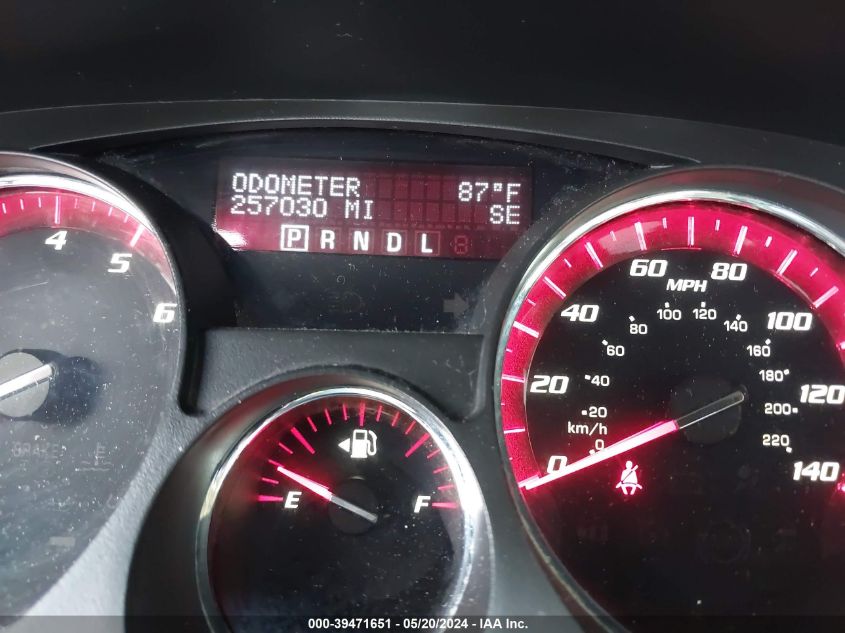 ODOMETER 87°F
257030 MI SE
P R N D L
4 5 6
0 20 40 60 80 100 120 140
MPH
0 20 40 60 80 100 120 140 160 180 200 220
km/h
E F
BRAKE
000-39471651 - 05/20/2024 - IAA Inc.